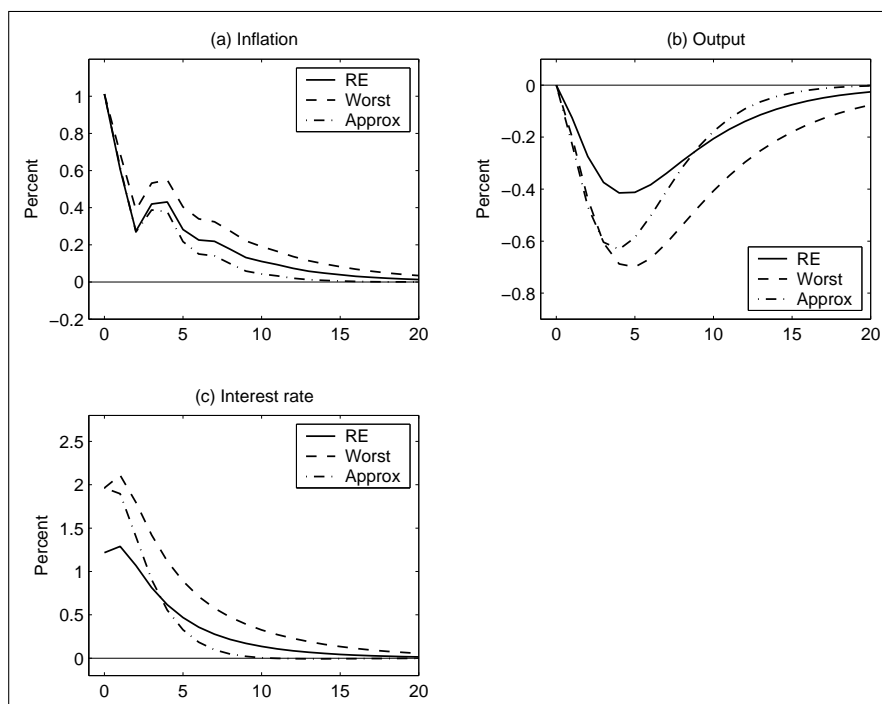 (a) Inflation
Percent
1
0.8
0.6
0.4
0.2
0
−0.2
RE
Worst
Approx
0 5 10 15 20
(b) Output
Percent
0
−0.2
−0.4
−0.6
−0.8
RE
Worst
Approx
0 5 10 15 20
(c) Interest rate
Percent
2.5
2
1.5
1
0.5
0
RE
Worst
Approx
0 5 10 15 20